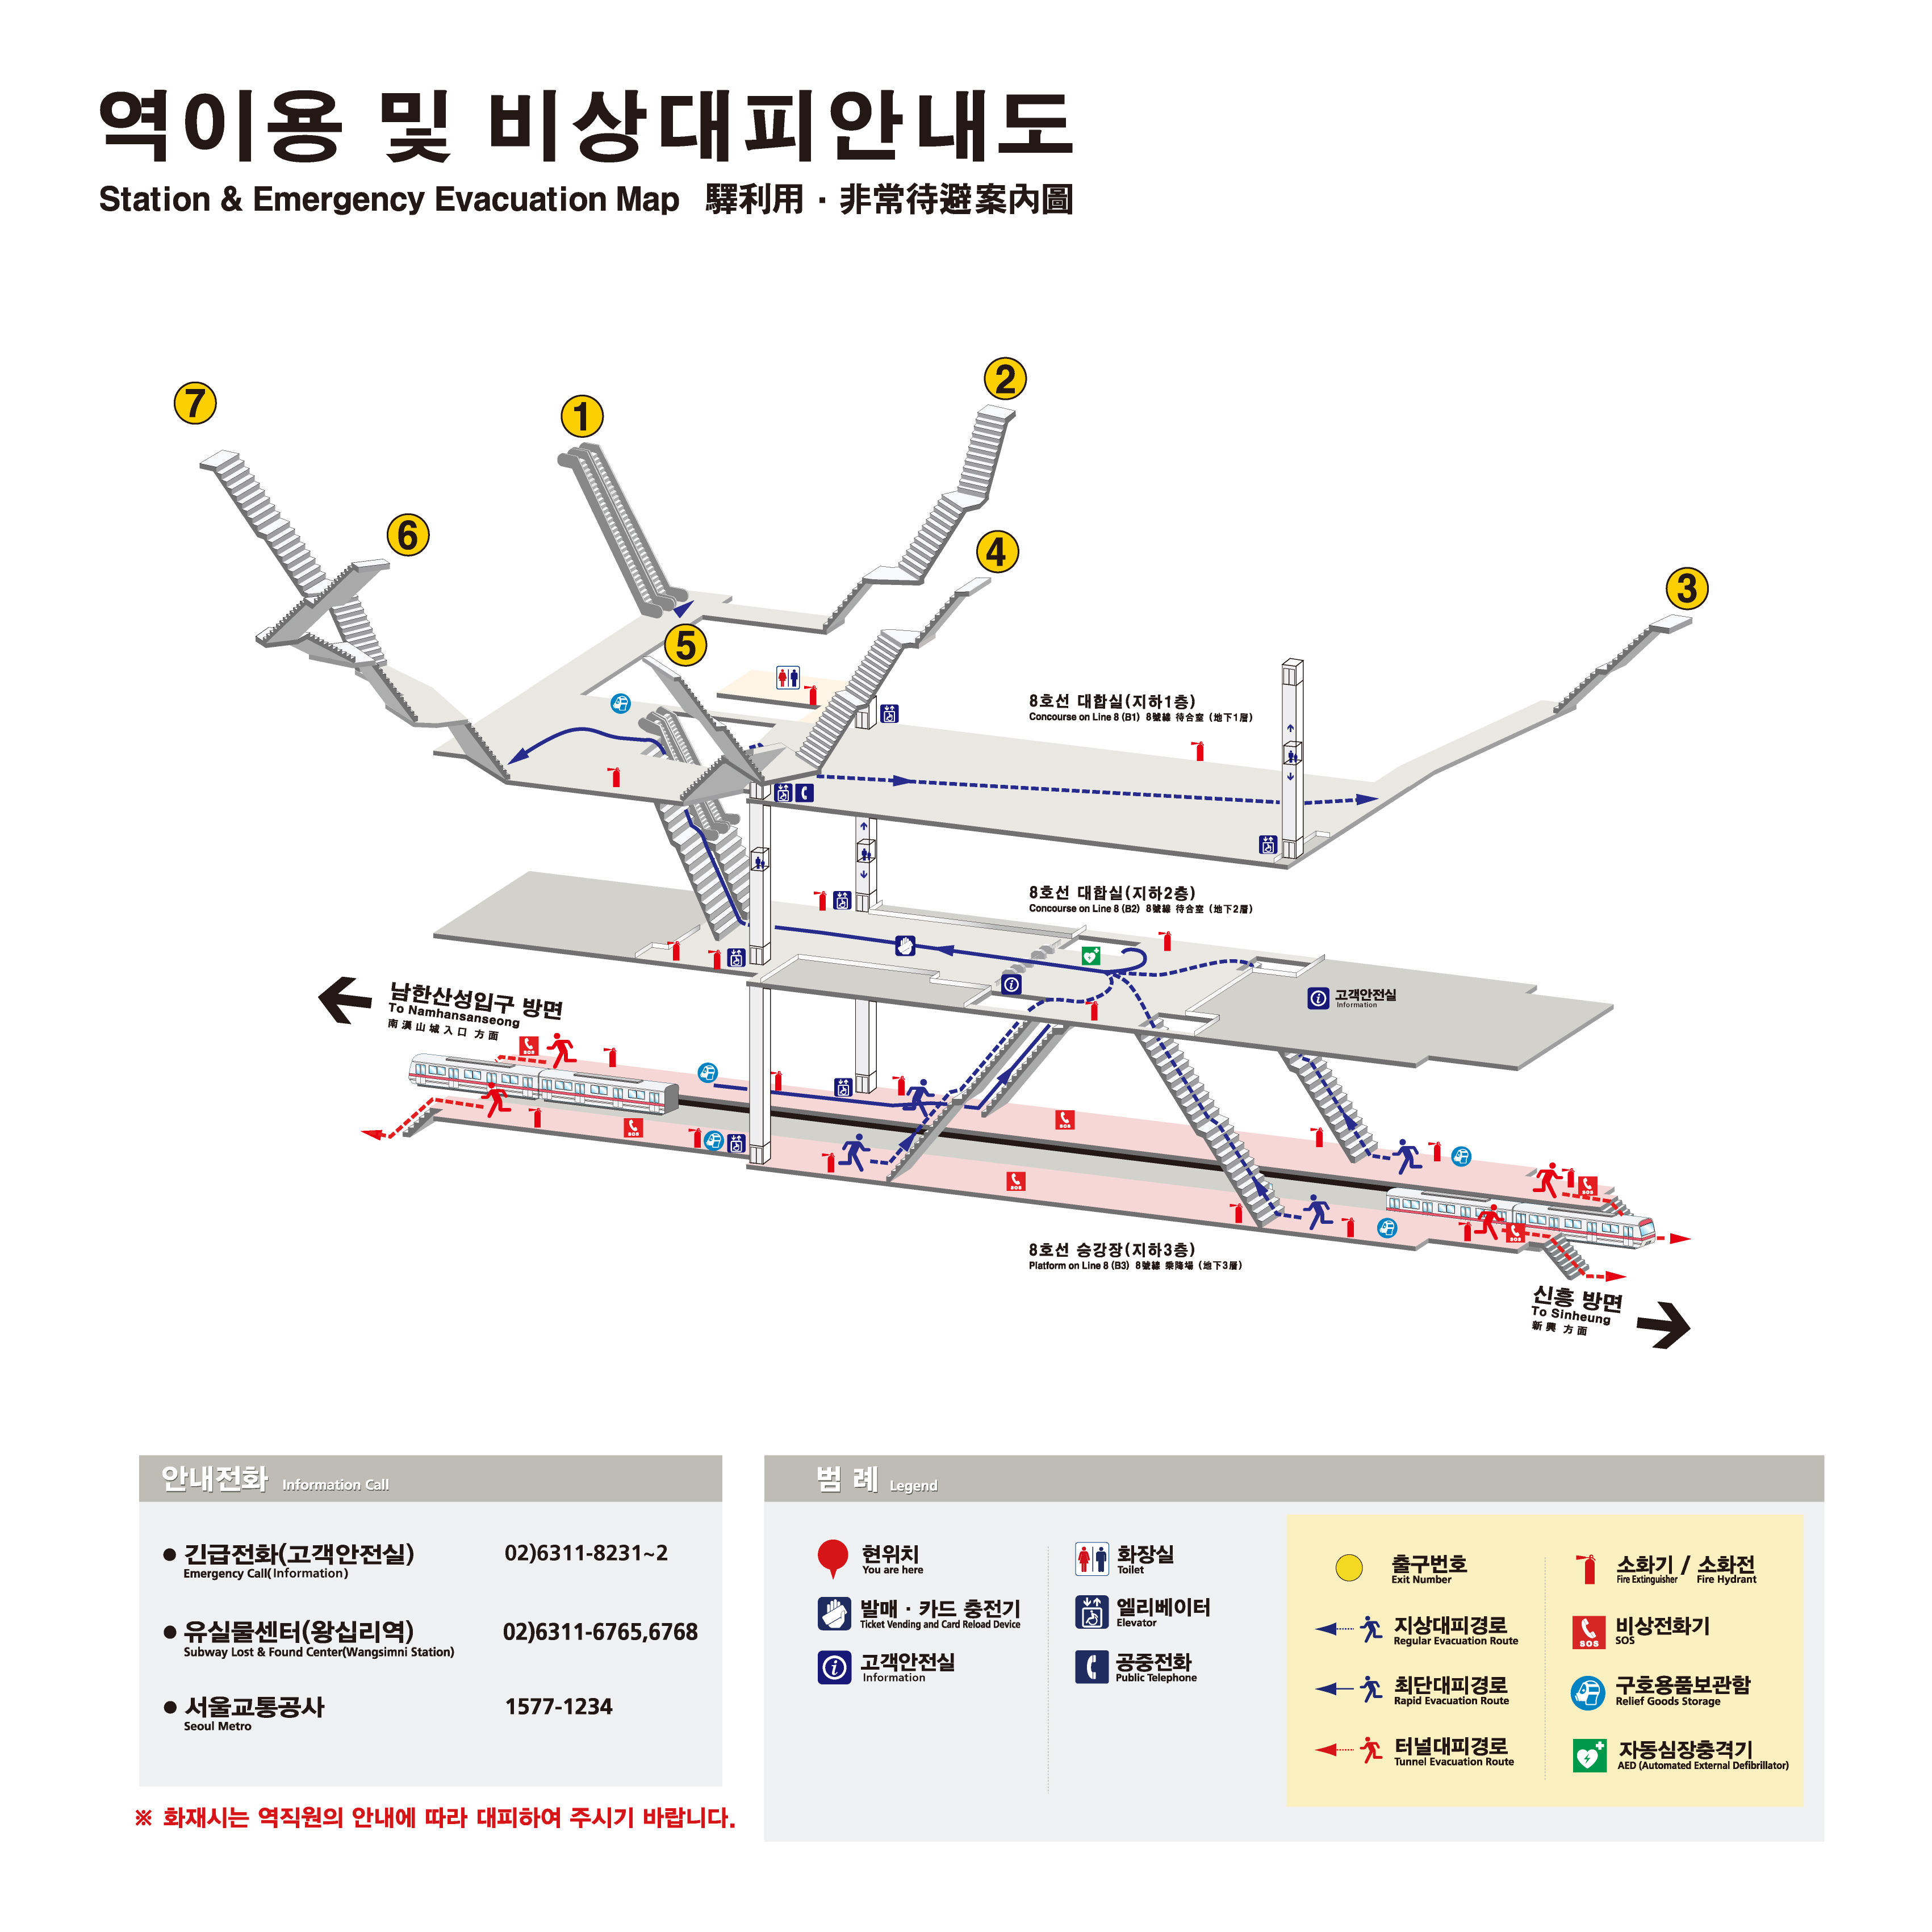 역이용 및 비상대피안내도
Station & Emergency Evacuation Map 驛利用 · 非常待避案內圖
7
1
2
6
4
3
5
8호선 대합실(지하1층)
Concourse on Line 8 (B1) 8號線 待合室 (地下1層)
8호선 대합실(지하2층)
Concourse on Line 8 (B2) 8號線 待合室 (地下2層)
남한산성입구 방면
To Namhansanseong
南漢山城入口 方面
고객안전실
Information
SOS
SOS
SOS
SOS
SOS
SOS
8호선 승강장(지하3층)
Platform on Line 8 (B3) 8號線 乘降場 (地下3層)
신흥 방면
To Sinheung
新興 方面
안내전화 Information Call
● 긴급전화(고객안전실) 02)6311-8231~2
Emergency Call(Information)
● 유실물센터(왕십리역) 02)6311-6765,6768
Subway Lost & Found Center(Wangsimni Station)
● 서울교통공사 1577-1234
Seoul Metro
※ 화재시는 역직원의 안내에 따라 대피하여 주시기 바랍니다.
범 례 Legend
현위치
You are here
발매 · 카드 충전기
Ticket Vending and Card Reload Device
고객안전실
Information
화장실
Toilet
엘리베이터
Elevator
공중전화
Public Telephone
출구번호
Exit Number
지상대피경로
Regular Evacuation Route
최단대피경로
Rapid Evacuation Route
터널대피경로
Tunnel Evacuation Route
소화기 / 소화전
Fire Extinguisher Fire Hydrant
SOS
비상전화기
SOS
구호용품보관함
Relief Goods Storage
자동심장충격기
AED (Automated External Defibrillator)